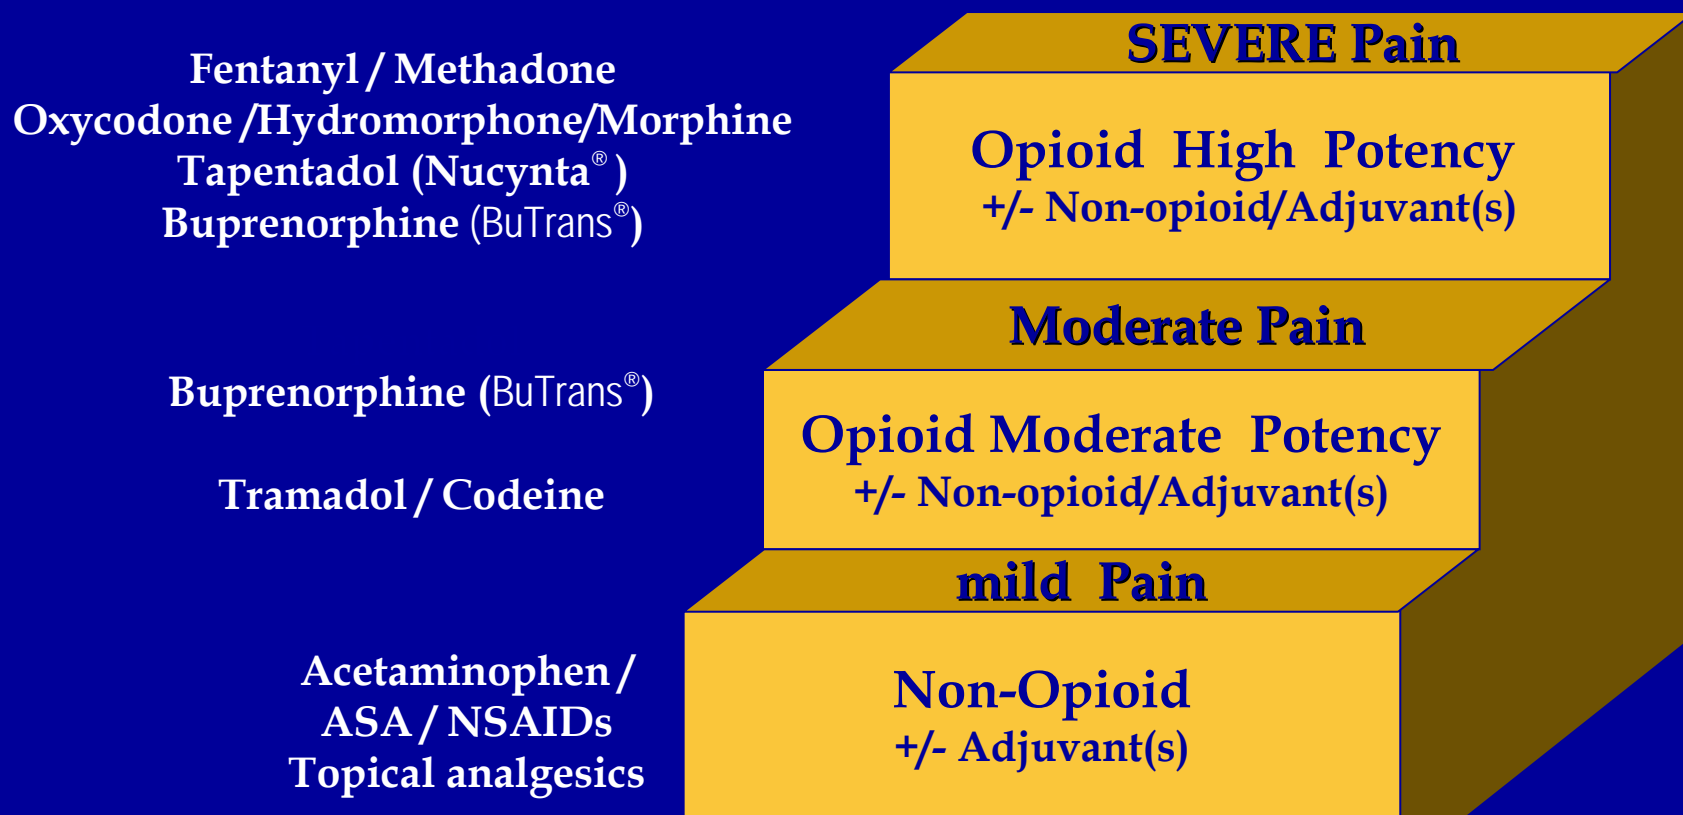 SEVERE Pain
Fentanyl / Methadone
Oxycodone /Hydromorphone/Morphine
Tapentadol (Nucynta® )
Buprenorphine (BuTrans®)
Opioid High Potency
+/- Non-opioid/Adjuvant(s)
Moderate Pain
Buprenorphine (BuTrans®)
Tramadol / Codeine
Opioid Moderate Potency
+/- Non-opioid/Adjuvant(s)
mild Pain
Acetaminophen /
ASA / NSAIDs
Topical analgesics
Non-Opioid
+/- Adjuvant(s)